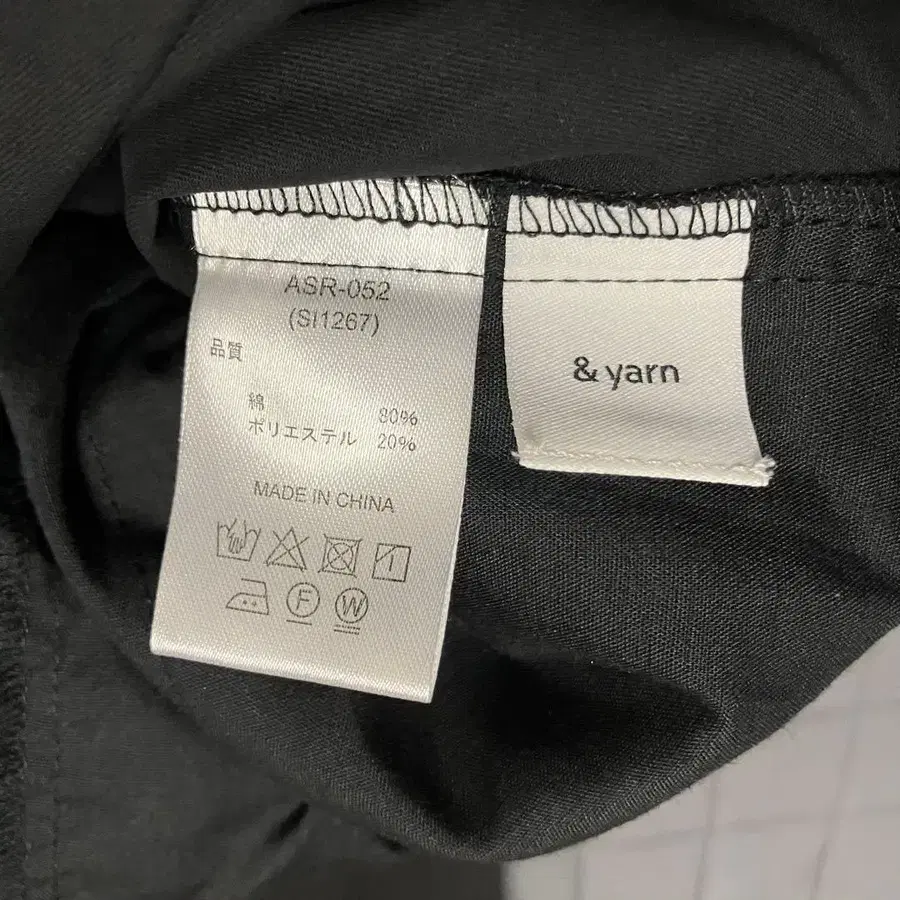 ASR-052
(SI1267)
品質
綿 80%
ポリエステル 20%
MADE IN CHINA
F W
& yarn